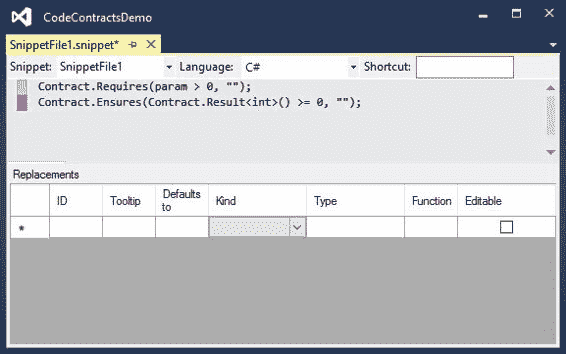 CodeContractsDemo
SnippetFile1.snippet*
Snippet: SnippetFile1 Language: C# Shortcut:
Contract.Requires(param > 0, "");
Contract.Ensures(Contract.Result<int>() >= 0, "");
Replacements
ID Tooltip Defaults to Kind Type Function Editable
*